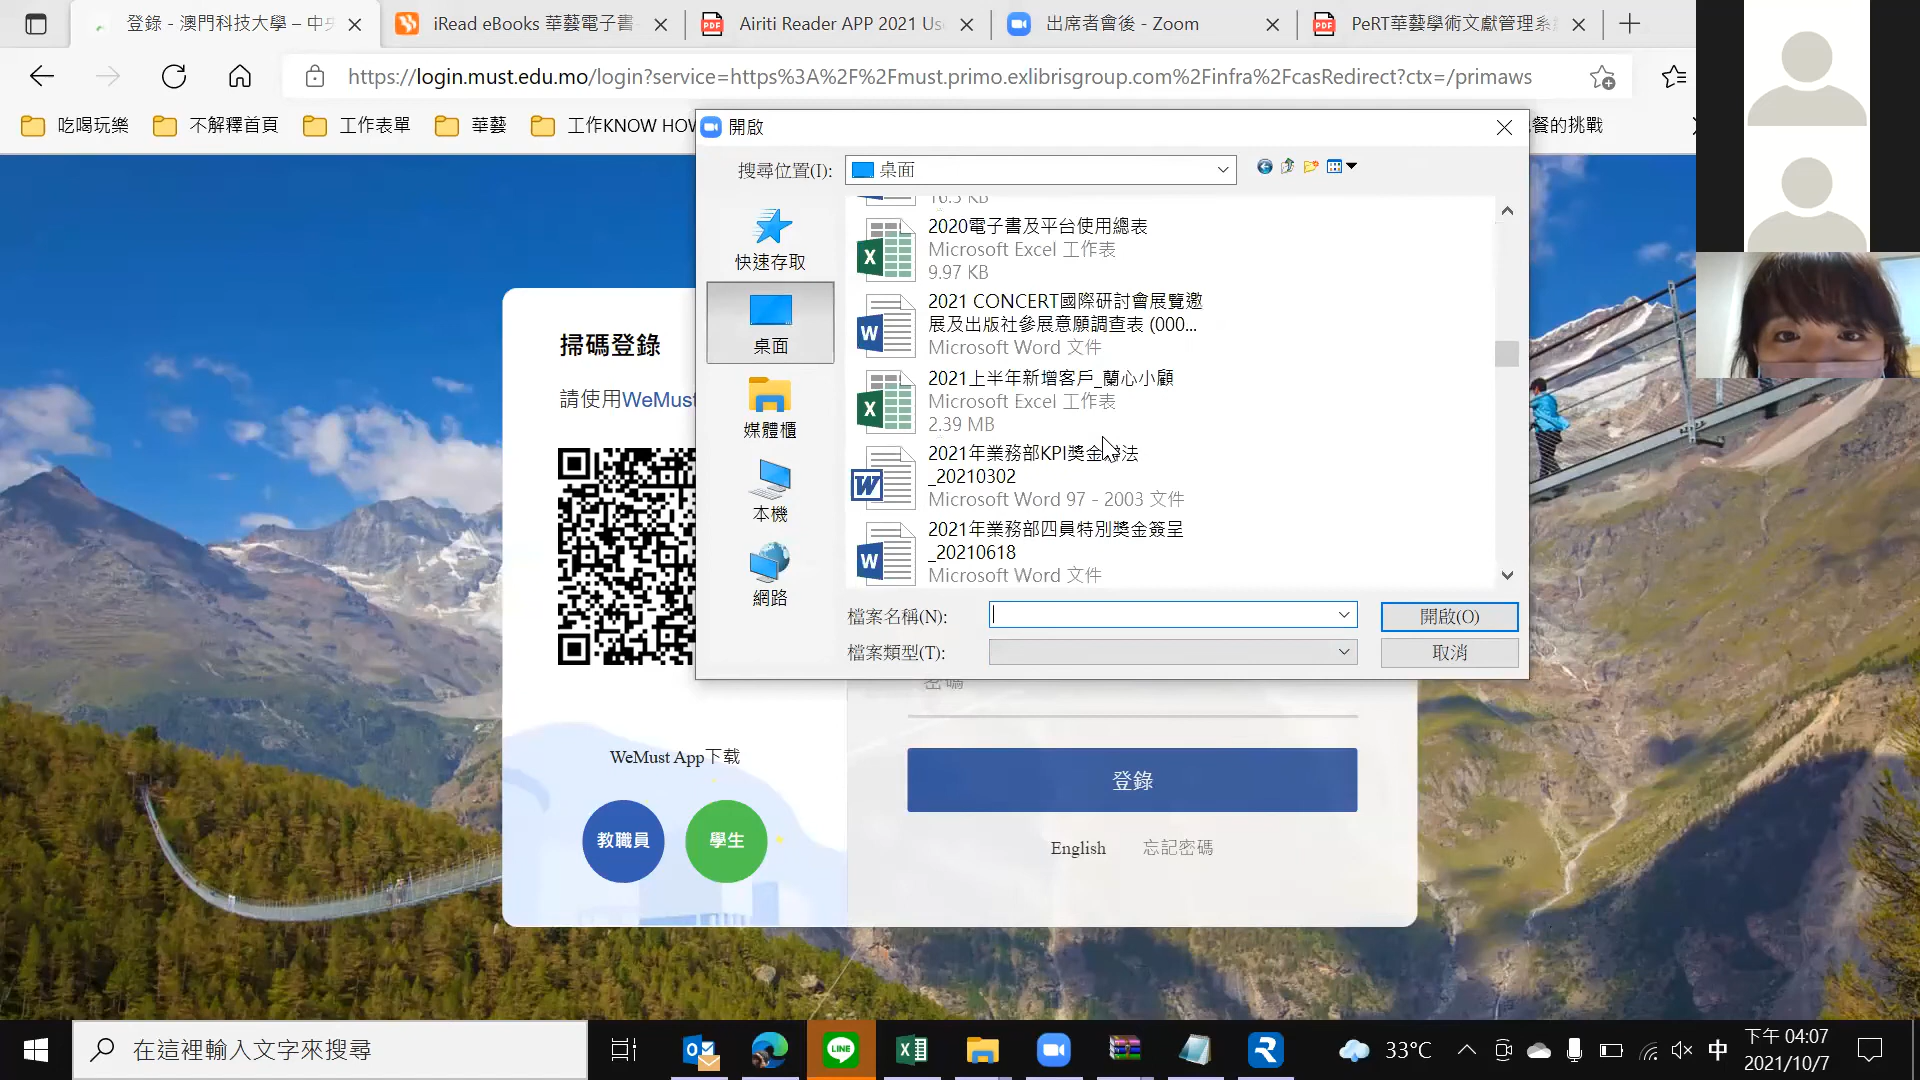 登錄 - 澳門科技大學 – 中央
iRead eBooks 華藝電子書
Airiti Reader APP 2021 Us
出席者會後 - Zoom
PeRT華藝學術文獻管理系統
https://login.must.edu.mo/login?service=https%3A%2F%2Fmust.primo.exlibrisgroup.com%2Finfra%2FcasRedirect?ctx=/primaws
吃喝玩樂
不解釋首頁
工作表單
華藝
工作KNOW HOW
餐的挑戰
開啟
搜尋位置(I):
桌面
快速存取
桌面
媒體櫃
本機
網路
16.5 KB
2020電子書及平台使用總表
Microsoft Excel 工作表
9.97 KB
2021 CONCERT國際研討會展覽邀
展及出版社參展意願調查表 (000...
Microsoft Word 文件
2021上半年新增客戶_蘭心小顧
Microsoft Excel 工作表
2.39 MB
2021年業務部KPI獎金辦法
_20210302
Microsoft Word 97 - 2003 文件
2021年業務部四員特別獎金簽呈
_20210618
Microsoft Word 文件
檔案名稱(N):
開啟(O)
檔案類型(T):
取消
掃碼登錄
請使用WeMust
密碼
WeMust App下載
教職員
學生
登錄
English
忘記密碼
在這裡輸入文字來搜尋
LINE
33°C
中
下午 04:07
2021/10/7